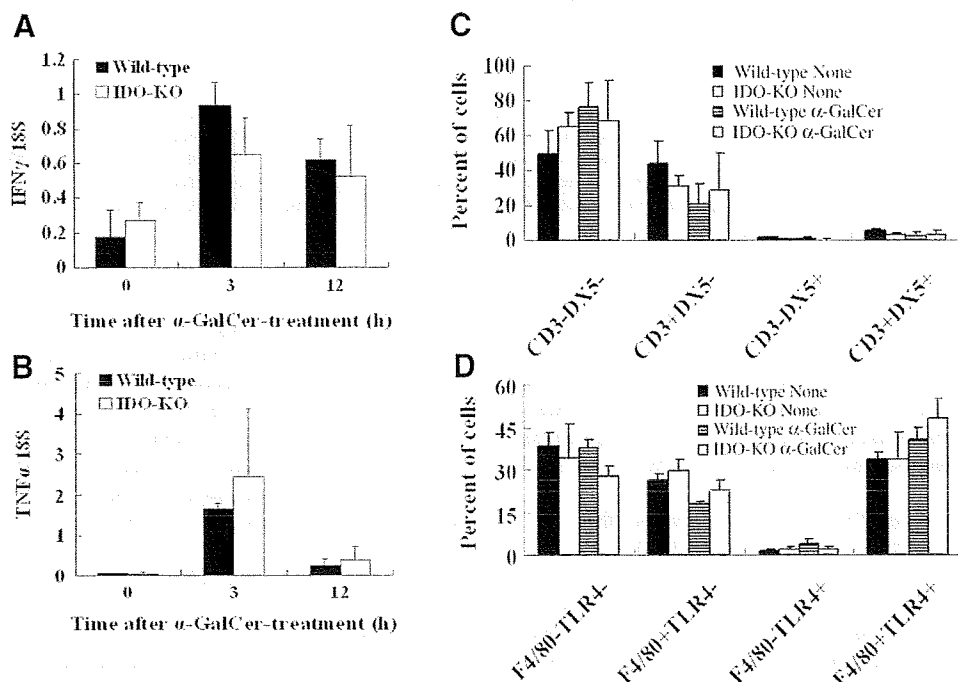 A
1.2
1
0.8
0.6
0.4
0.2
0
IFNγ/18S
Wild-type
IDO-KO
0 3 12
Time after α-GalCer-treatment (h)
B
5
4
3
2
1
0
TNFα/18S
Wild-type
IDO-KO
0 3 12
Time after α-GalCer-treatment (h)
C
100
80
60
40
20
0
Percent of cells
Wild-type None
IDO-KO None
Wild-type α-GalCer
IDO-KO α-GalCer
CD3-DX5-
CD3+DX5-
CD3-DX5+
CD3+DX5+
D
60
45
30
15
0
Percent of cells
Wild-type None
IDO-KO None
Wild-type α-GalCer
IDO-KO α-GalCer
F4/80-TLR4-
F4/80+TLR4-
F4/80-TLR4+
F4/80+TLR4+